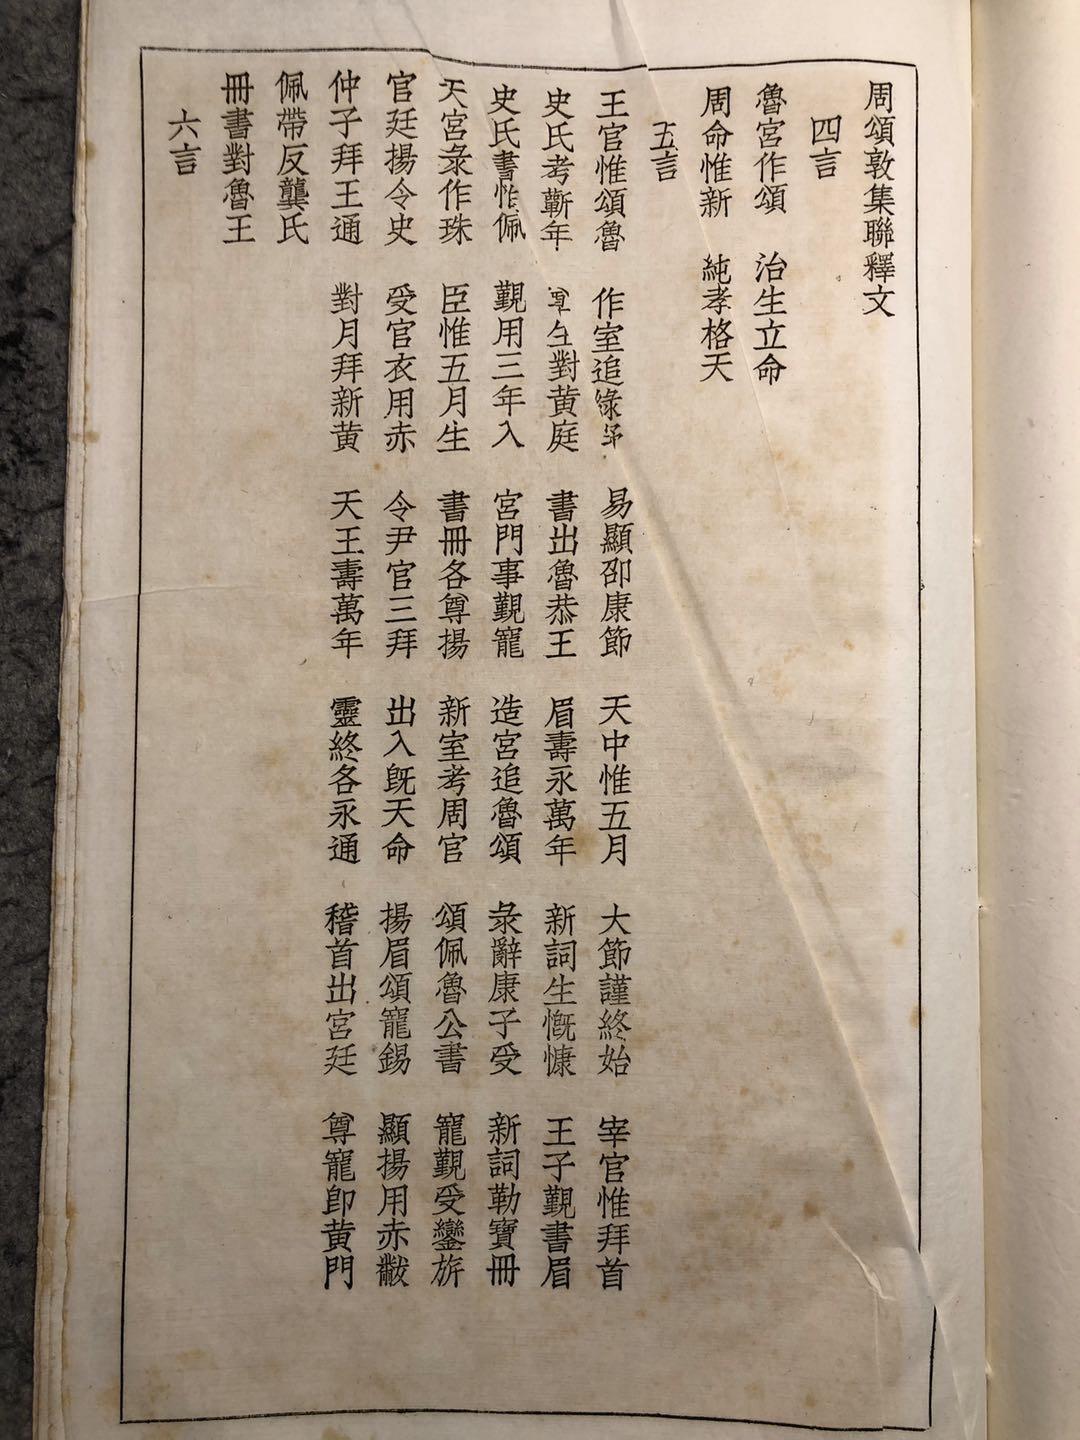 周頌敦集聯釋文
四言
魯宮作頌　治生立命
周命惟新　純孝格天
五言
王官惟頌魯　作室追彔　易顯卲康節　天中惟五月　大節謹終始　宰官惟拜首
史氏考蘄年　對黃庭　書出魯恭王　眉壽永萬年　新詞生慨慷　王子覲書眉
史氏書惟佩　覲用三年入　宮門事覲寵　造宮追魯頌　彔辭康子受　新詞勒寶冊
天宮彔作珠　臣惟五月生　書冊各尊揚　新室考周官　頌佩魯公書　寵覲受鑾旂
官廷揚令史　受官衣用赤　令尹官三拜　出入旣天命　揚眉頌寵錫　顯揚用赤黻
仲子拜王通　對月拜新黃　天王壽萬年　靈終各永通　稽首出宮廷　尊寵卽黃門
佩帶反龔氏
冊書對魯王
六言